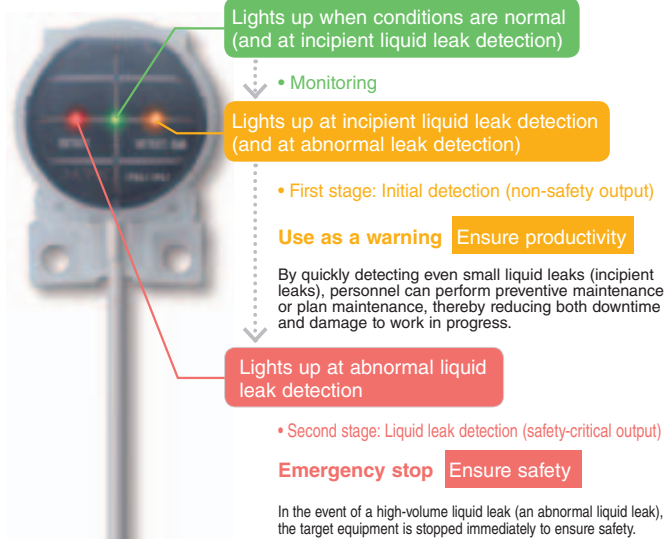 Lights up when conditions are normal
(and at incipient liquid leak detection)
• Monitoring
Lights up at incipient liquid leak detection
(and at abnormal leak detection)
• First stage: Initial detection (non-safety output)
Use as a warning Ensure productivity
By quickly detecting even small liquid leaks (incipient
leaks), personnel can perform preventive maintenance
or plan maintenance, thereby reducing both downtime
and damage to work in progress.
Lights up at abnormal liquid
leak detection
• Second stage: Liquid leak detection (safety-critical output)
Emergency stop Ensure safety
In the event of a high-volume liquid leak (an abnormal liquid leak),
the target equipment is stopped immediately to ensure safety.